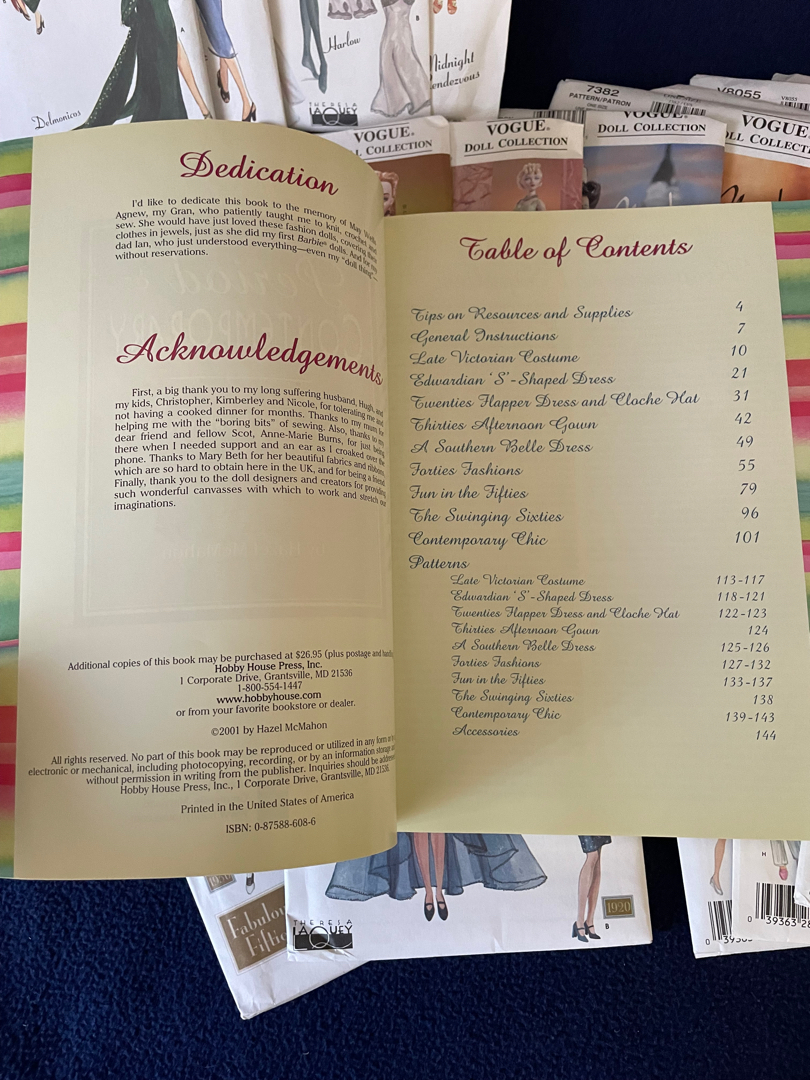 Delmonicos
A
Harlow
B
Midnight
Rendezvous
THERESA
LAQUEY
VOGUE®
DOLL COLLECTION
VOGUE®
DOLL COLLECTION
7382
PATTERN/PATRON
VOGUE
DOLL COLLECTION
V8055
V8055
VOGUE
DOLL COLLECTION
Dedication
I'd like to dedicate this book to the memory of May
Agnew, my Gran, who patiently taught me to knit, crochet and
sew. She would have just loved these fashion dolls, covering their
clothes in jewels, just as she did my first Barbie® dolls. And for my
dad Ian, who just understood everything—even my "doll thing"—
without reservations.
Acknowledgements
First, a big thank you to my long suffering husband, Hugh, and
my kids, Christopher, Kimberley and Nicole, for tolerating me and
not having a cooked dinner for months. Thanks to my mum for
helping me with the "boring bits" of sewing. Also, thanks to my
dear friend and fellow Scot, Anne-Marie Burns, for just being
there when I needed support and an ear as I croaked over the
phone. Thanks to Mary Beth for her beautiful fabrics and ribbons,
which are so hard to obtain here in the UK, and for being a friend.
Finally, thank you to the doll designers and creators for providing
such wonderful canvasses with which to work and stretch our
imaginations.
Additional copies of this book may be purchased at $26.95 (plus postage and
Hobby House Press, Inc.
1 Corporate Drive, Grantsville, MD 21536
1-800-554-1447
www.hobbyhouse.com
or from your favorite bookstore or dealer.
©2001 by Hazel McMahon
All rights reserved. No part of this book may be reproduced or utilized in any form or
electronic or mechanical, including photocopying, recording, or by an information storage
without permission in writing from the publisher. Inquiries should be addressed
Hobby House Press, Inc., 1 Corporate Drive, Grantsville, MD 21536
Printed in the United States of America
ISBN: 0-87588-608-6
Table of Contents
Tips on Resources and Supplies 4
General Instructions 7
Late Victorian Costume 10
Edwardian 'S'-Shaped Dress 21
Twenties Flapper Dress and Cloche Hat 31
Thirties Afternoon Gown 42
A Southern Belle Dress 49
Forties Fashions 55
Fun in the Fifties 79
The Swinging Sixties 96
Contemporary Chic 101
Patterns
Late Victorian Costume 113-117
Edwardian 'S'-Shaped Dress 118-121
Twenties Flapper Dress and Cloche Hat 122-123
Thirties Afternoon Gown 124
A Southern Belle Dress 125-126
Forties Fashions 127-132
Fun in the Fifties 133-137
The Swinging Sixties 138
Contemporary Chic 139-143
Accessories 144
Fabulous
Fifties
THERESA
LAQUEY
1920
B
H
0 39363